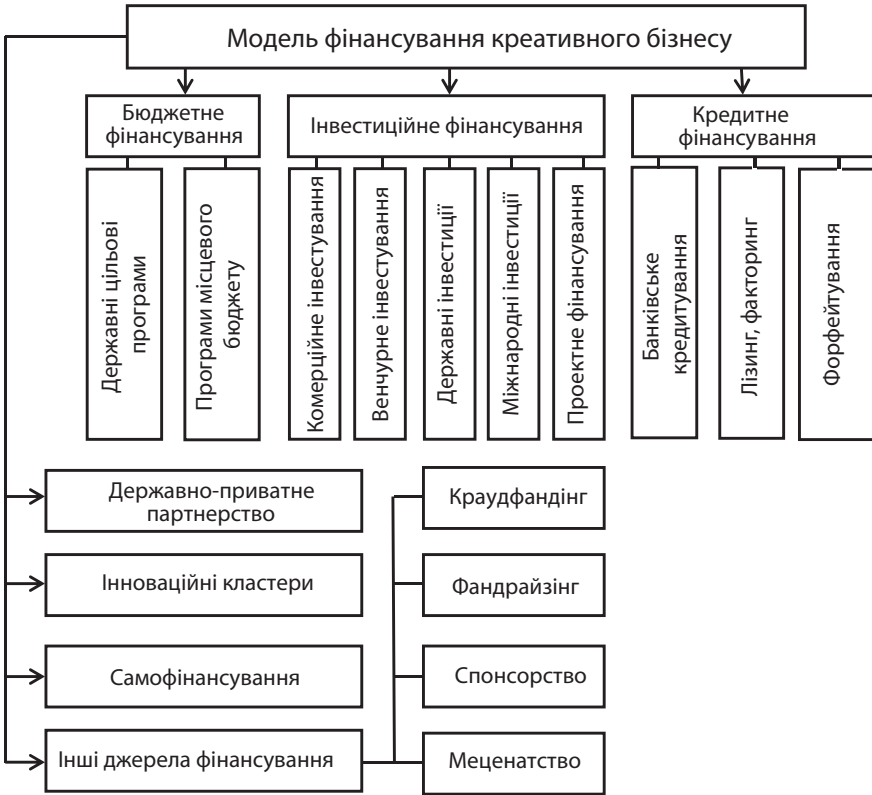 Модель фінансування креативного бізнесу
Бюджетне
фінансування
Інвестиційне фінансування
Кредитне
фінансування
Державні цільові
програми
Програми місцевого
бюджету
Комерційне інвестування
Венчурне інвестування
Державні інвестиції
Міжнародні інвестиції
Проектне фінансування
Банківське
кредитування
Лізинг, факторинг
Форфейтування
Державно-приватне
партнерство
Краудфандінг
Інноваційні кластери
Фандрайзінг
Самофінансування
Спонсорство
Інші джерела фінансування
Меценатство